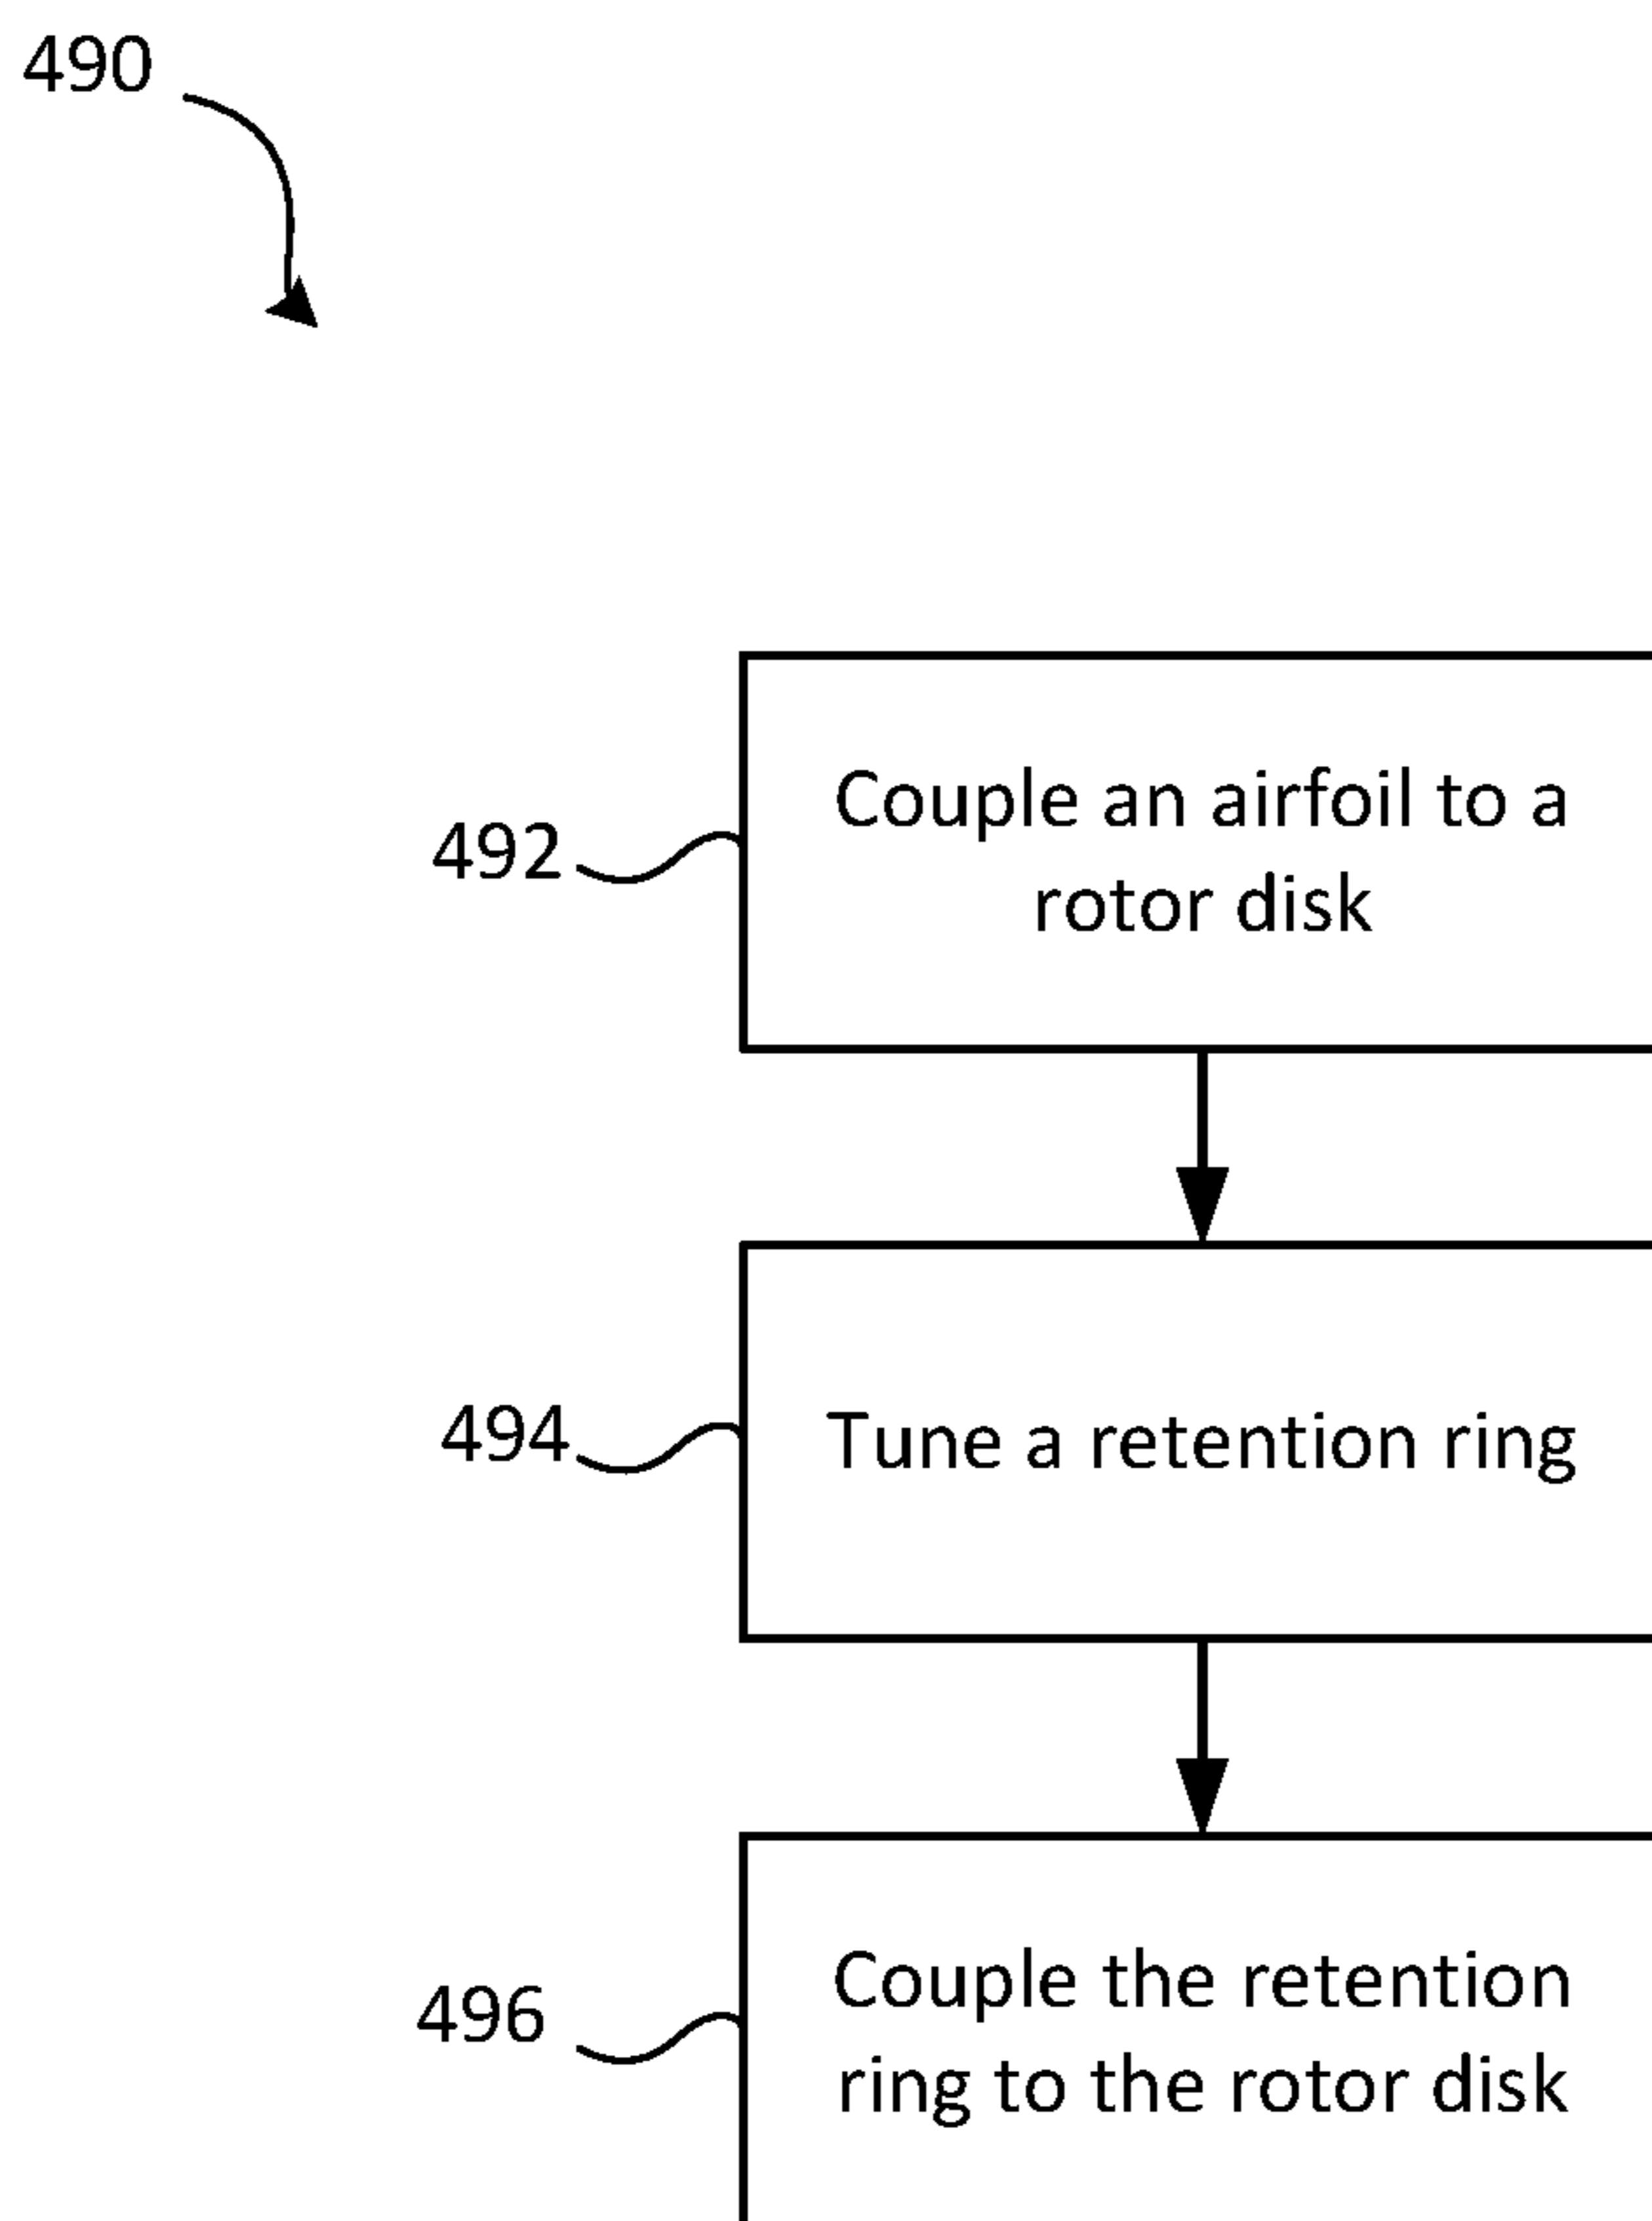 490
492
Couple an airfoil to a
rotor disk
494
Tune a retention ring
496
Couple the retention
ring to the rotor disk